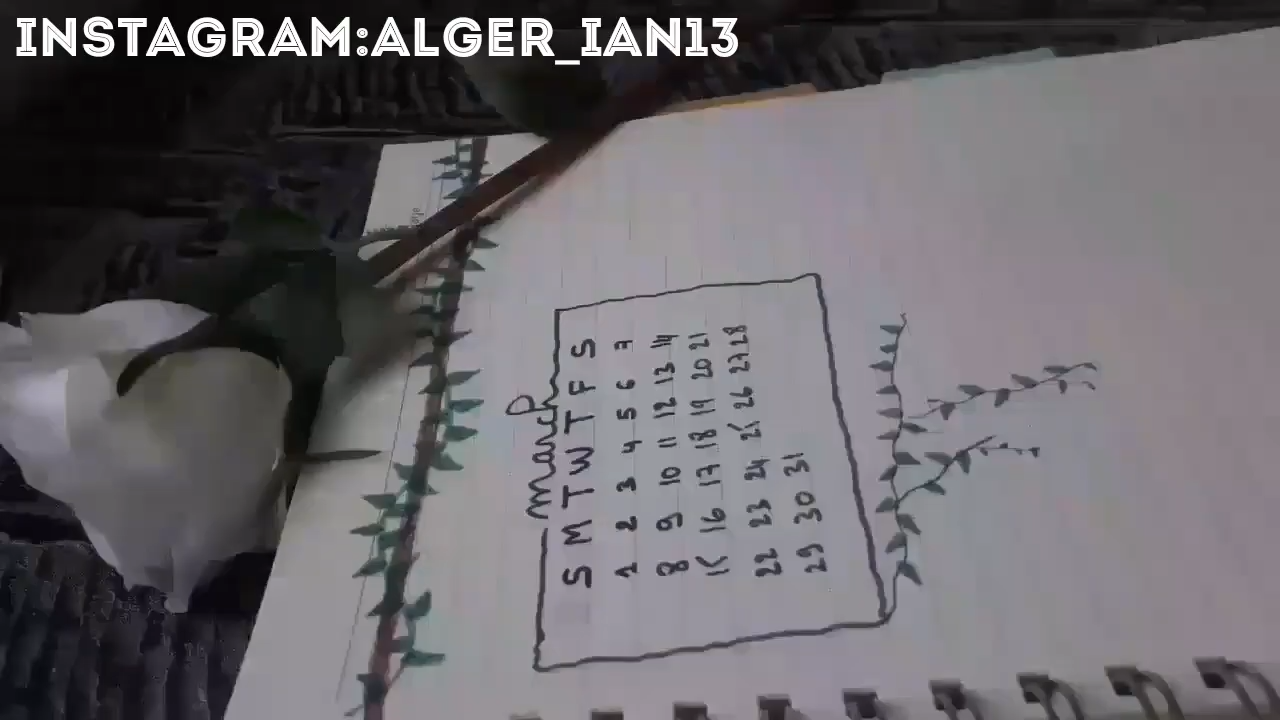 INSTAGRAM:ALGER_IAN13
march
S M T W T F S
1 2 3 4 5 6 7
8 9 10 11 12 13 14
15 16 17 18 19 20 21
22 23 24 25 26 27 28
29 30 31